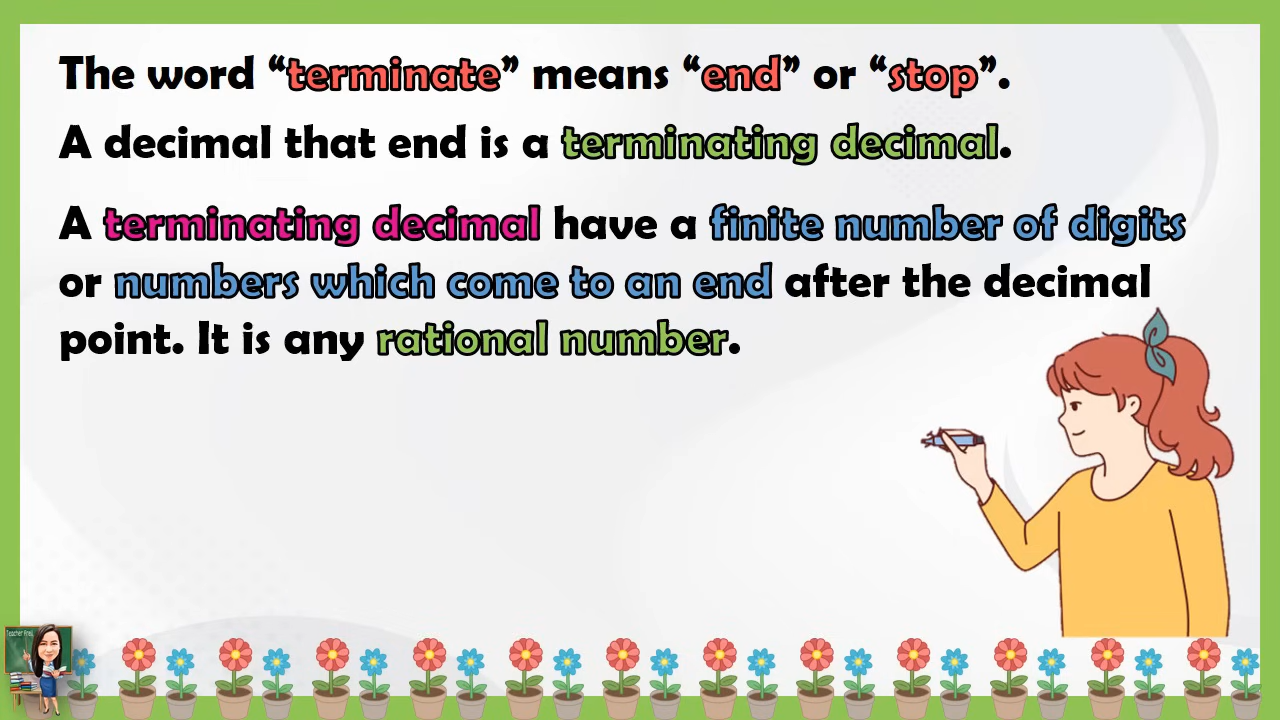 The word “terminate” means “end” or “stop”.
A decimal that end is a terminating decimal.
A terminating decimal have a finite number of digits
or numbers which come to an end after the decimal
point. It is any rational number.